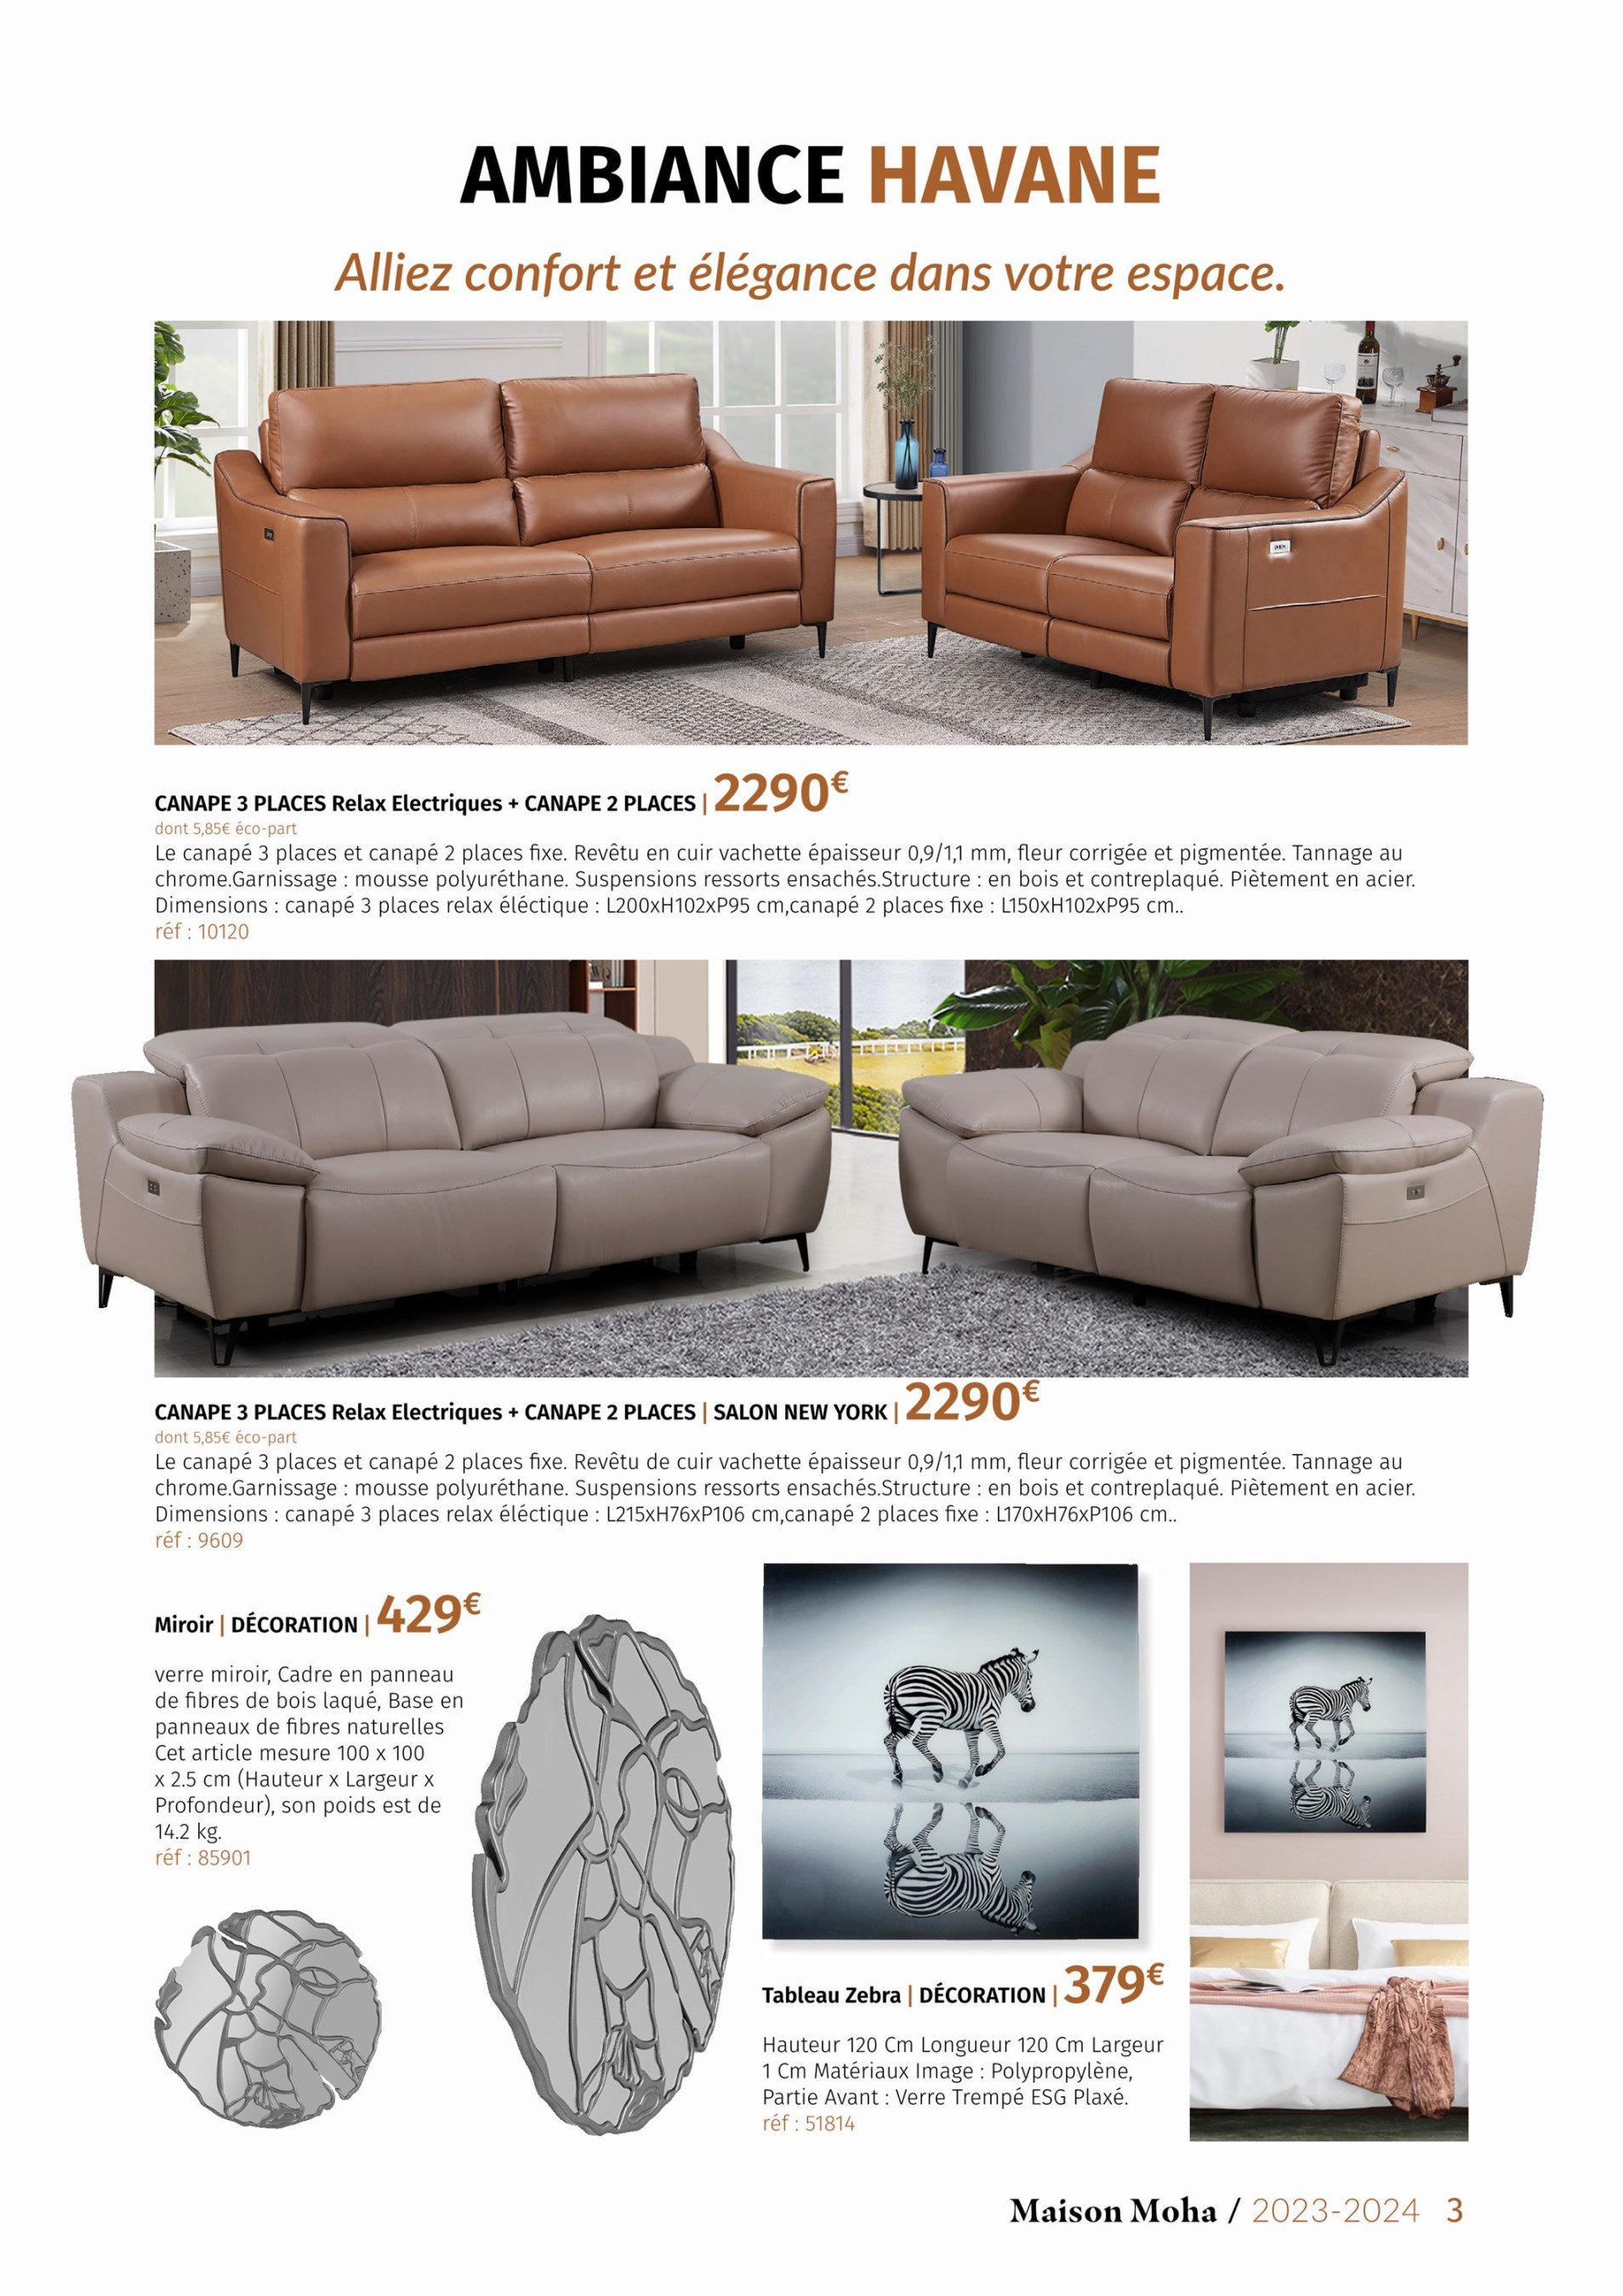 AMBIANCE HAVANE
Alliez confort et élégance dans votre espace.
CANAPE 3 PLACES Relax Electriques + CANAPE 2 PLACES | 2290€
dont 5,85€ éco-part
Le canapé 3 places et canapé 2 places fixe. Revêtu en cuir vachette épaisseur 0,9/1,1 mm, fleur corrigée et pigmentée. Tannage au
chrome.Garnissage : mousse polyuréthane. Suspensions ressorts ensachés.Structure : en bois et contreplaqué. Piètement en acier.
Dimensions : canapé 3 places relax éléctique : L200xH102xP95 cm,canapé 2 places fixe : L150xH102xP95 cm..
réf : 10120
CANAPE 3 PLACES Relax Electriques + CANAPE 2 PLACES | SALON NEW YORK | 2290€
dont 5,85€ éco-part
Le canapé 3 places et canapé 2 places fixe. Revêtu de cuir vachette épaisseur 0,9/1,1 mm, fleur corrigée et pigmentée. Tannage au
chrome.Garnissage : mousse polyuréthane. Suspensions ressorts ensachés.Structure : en bois et contreplaqué. Piètement en acier.
Dimensions : canapé 3 places relax éléctique : L215xH76xP106 cm,canapé 2 places fixe : L170xH76xP106 cm..
réf : 9609
Miroir | DÉCORATION | 429€
verre miroir, Cadre en panneau
de fibres de bois laqué, Base en
panneaux de fibres naturelles
Cet article mesure 100 x 100
x 2.5 cm (Hauteur x Largeur x
Profondeur), son poids est de
14.2 kg.
réf : 85901
Tableau Zebra | DÉCORATION | 379€
Hauteur 120 Cm Longueur 120 Cm Largeur
1 Cm Matériaux Image : Polypropylène,
Partie Avant : Verre Trempé ESG Plaxé.
réf : 51814
Maison Moha / 2023-2024 3